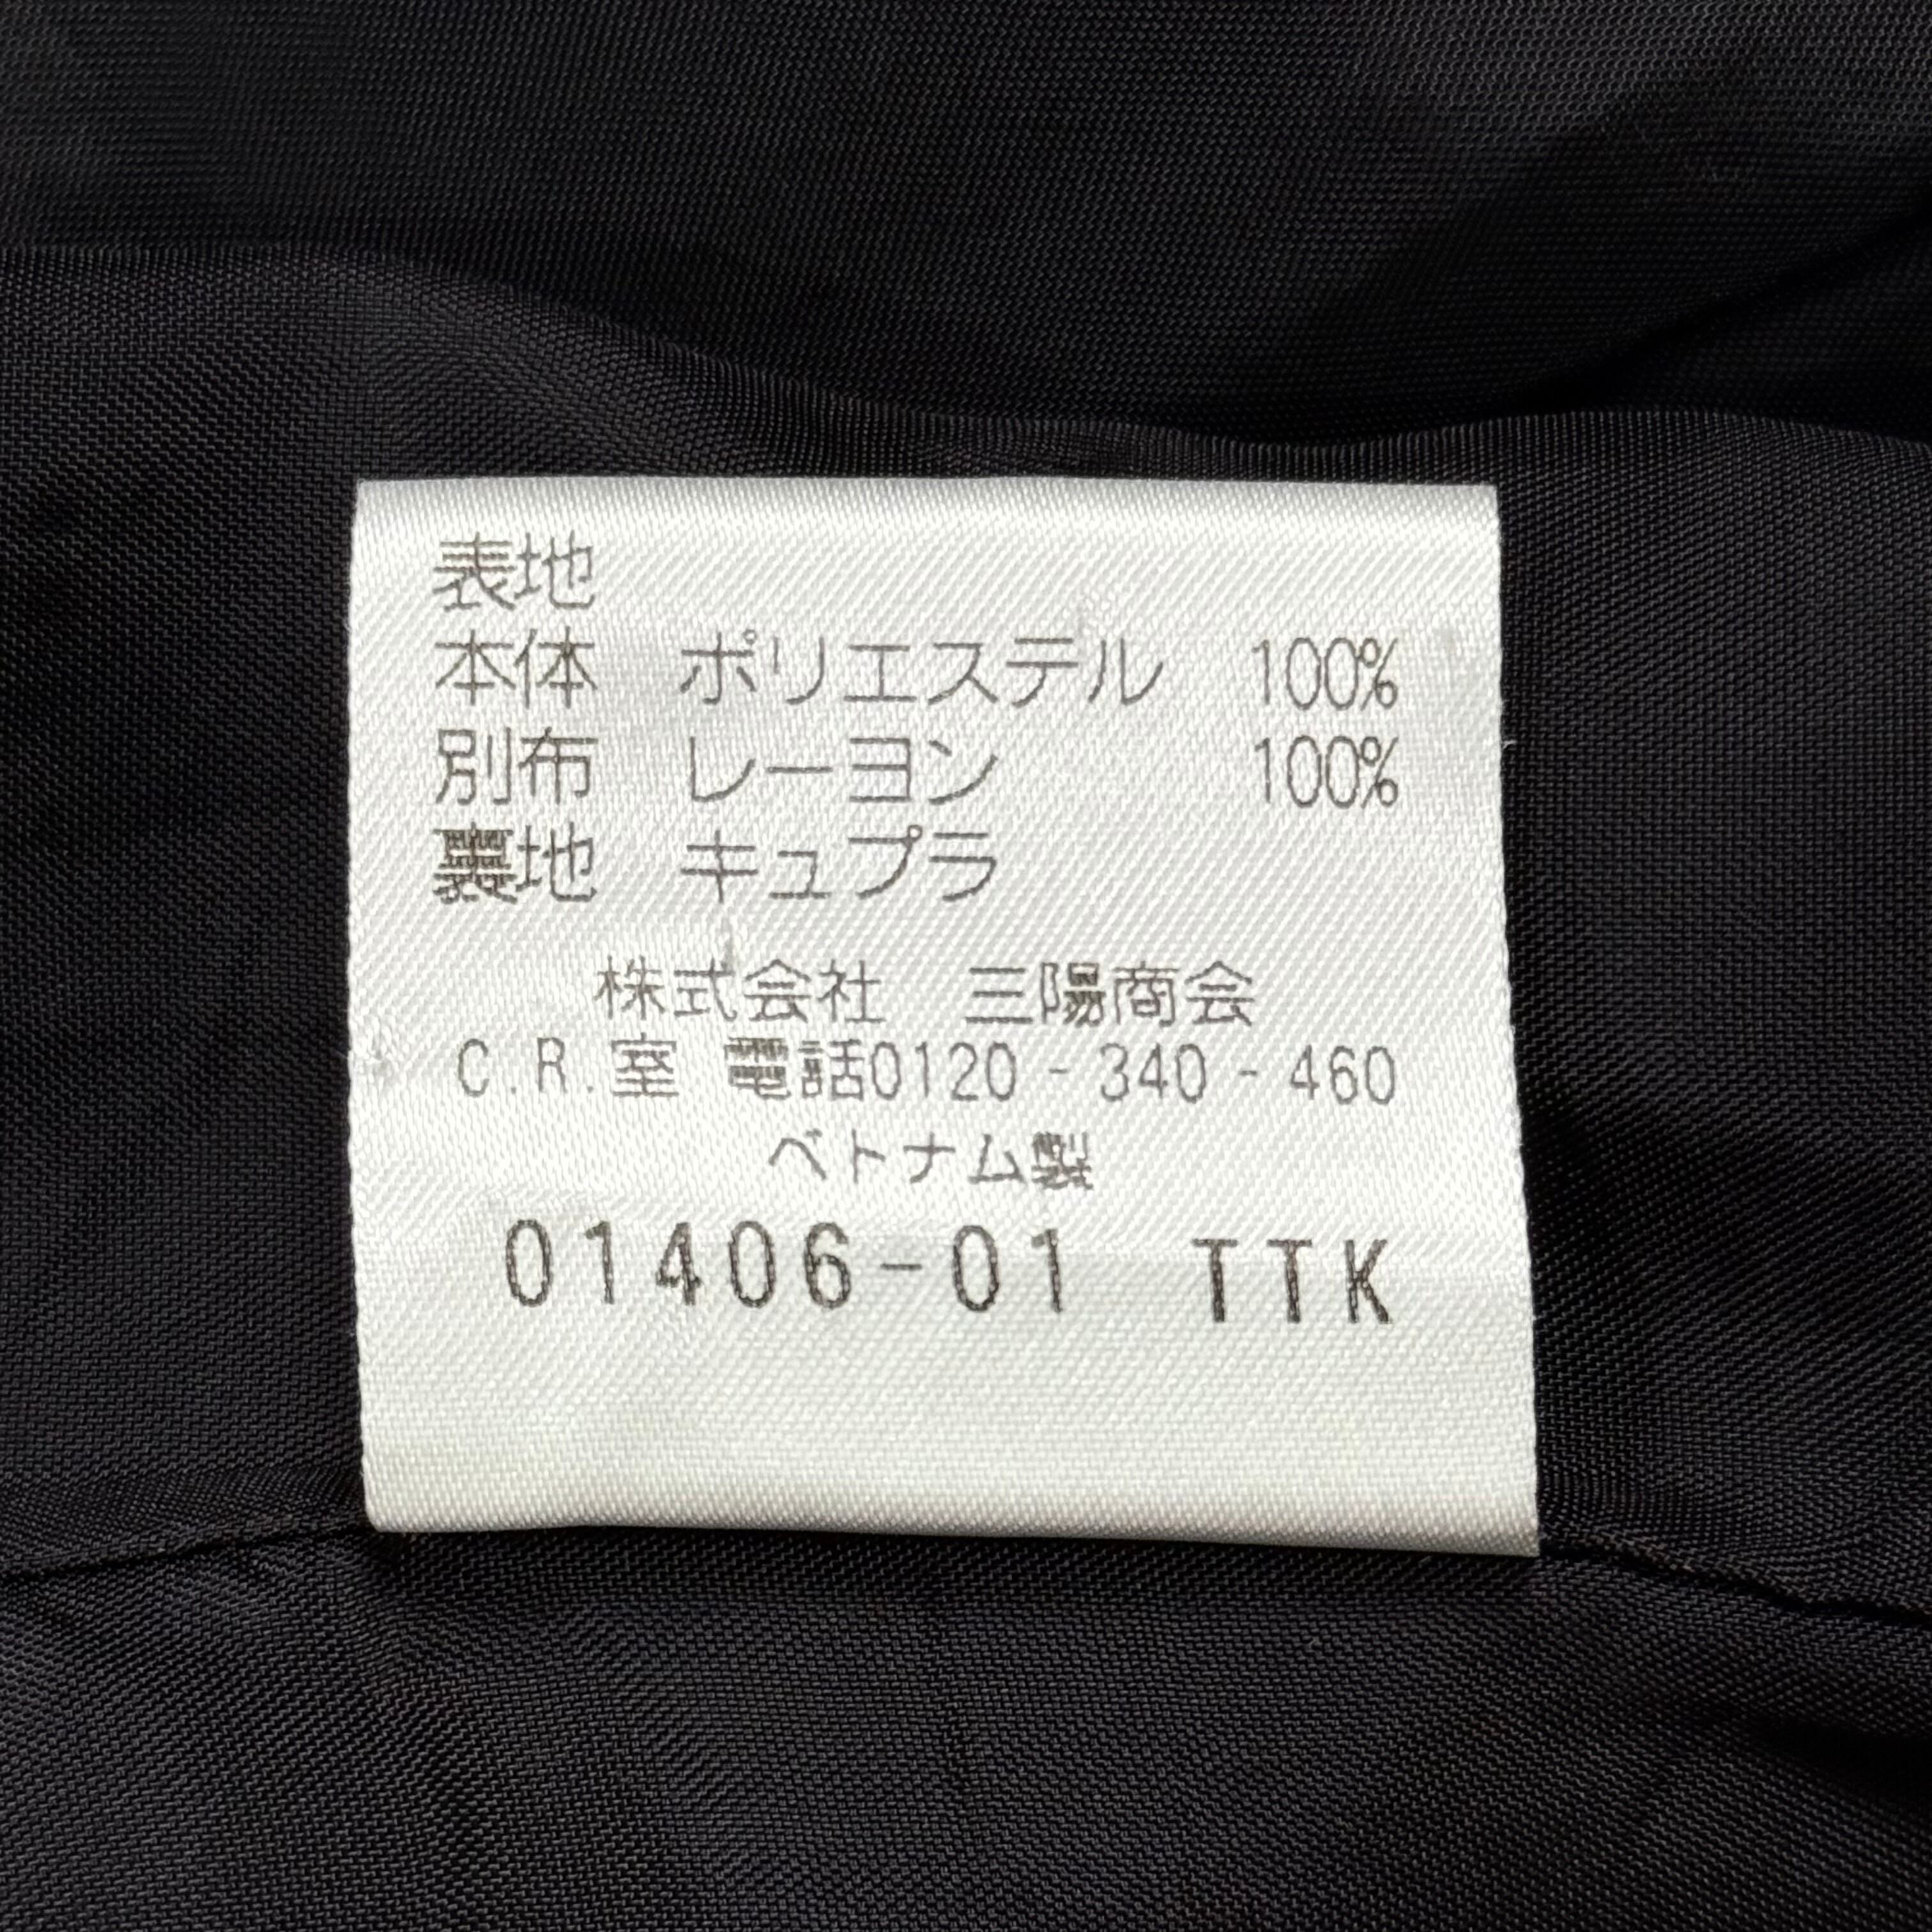 表地
本体 ポリエステル 100%
別布 レーヨン 100%
裏地 キュプラ
株式会社 三陽商会
C.R.室 電話0120-340-460
ベトナム製
01406-01 TTK